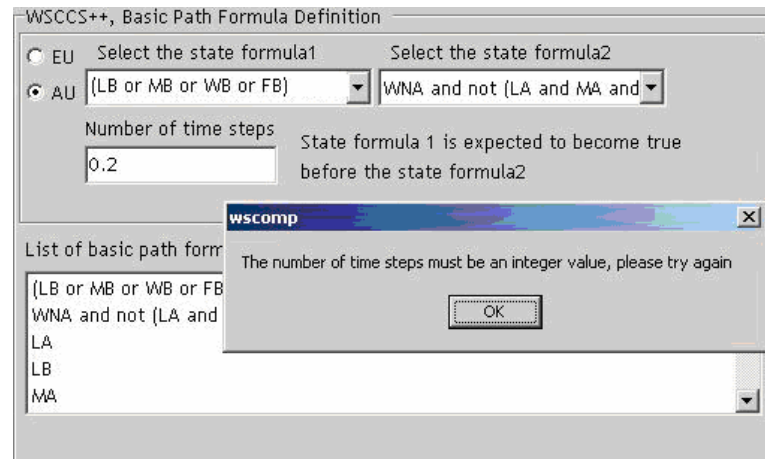 WSCCS++, Basic Path Formula Definition
EU Select the state formula1 Select the state formula2
AU (LB or MB or WB or FB) WNA and not (LA and MA and
Number of time steps
0.2
State formula 1 is expected to become true
before the state formula2
wscomp
The number of time steps must be an integer value, please try again
OK
List of basic path form
(LB or MB or WB or FB
WNA and not (LA and
LA
LB
MA